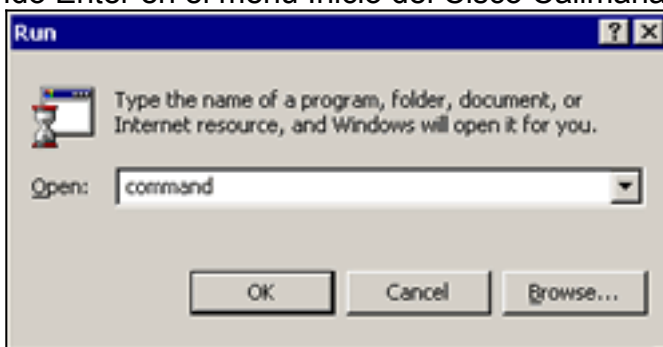 Enter en el menú Inicio del Cisco
Run
Type the name of a program, folder, document, or
Internet resource, and Windows will open it for you.
Open: command
OK Cancel Browse...